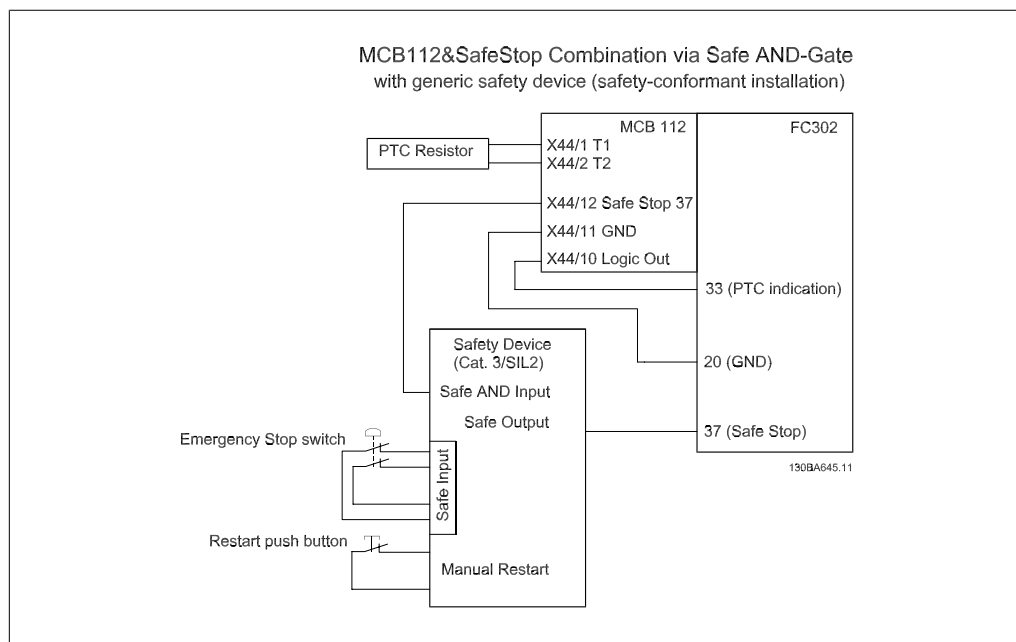 MCB112&SafeStop Combination via Safe AND-Gate
with generic safety device (safety-conformant installation)
MCB 112
FC302
PTC Resistor
X44/1 T1
X44/2 T2
X44/12 Safe Stop 37
X44/11 GND
X44/10 Logic Out
33 (PTC indication)
Safety Device
(Cat. 3/SIL2)
20 (GND)
Safe AND Input
Safe Output
37 (Safe Stop)
Emergency Stop switch
Safe Input
130BA645.11
Restart push button
Manual Restart